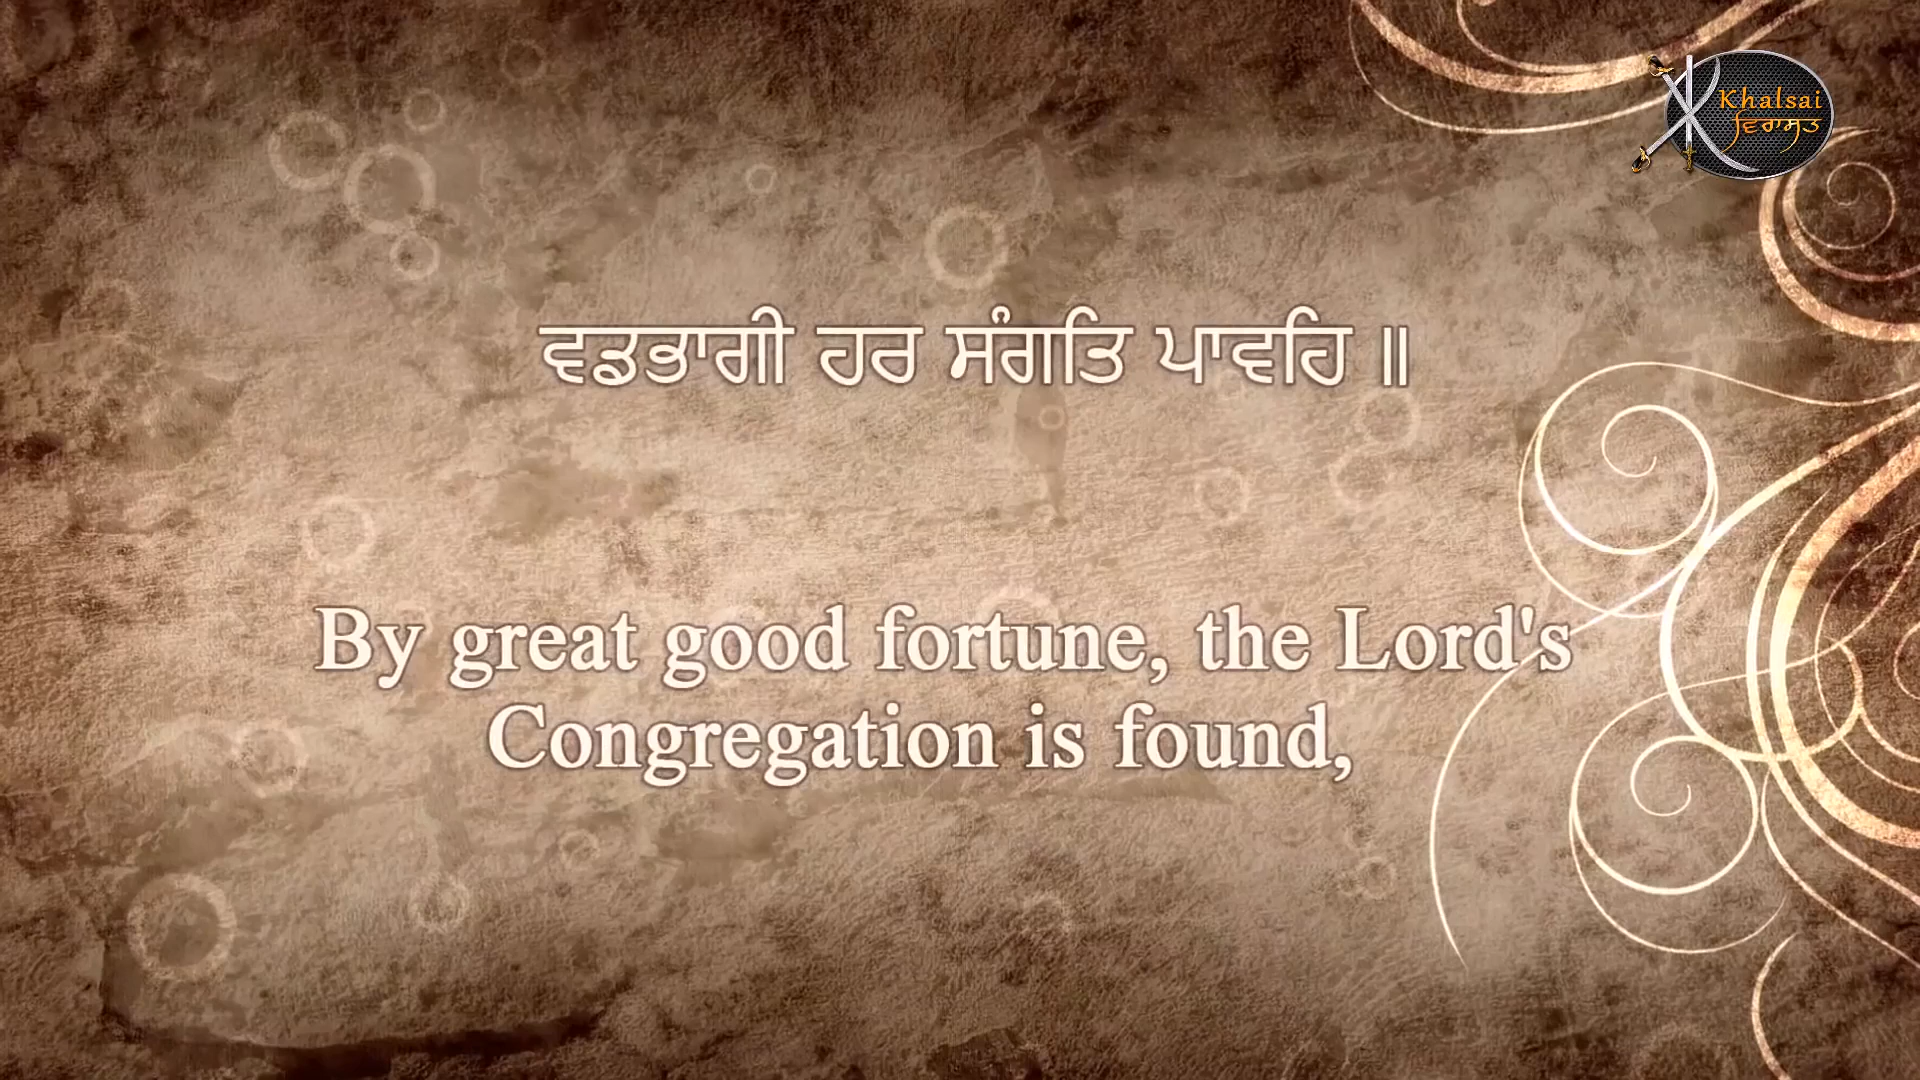 Khalsai
ਵਿਰਾਸਤ
ਵਡਭਾਗੀ ਹਰ ਸੰਗਤਿ ਪਾਵਹਿ ॥
By great good fortune, the Lord's
Congregation is found,